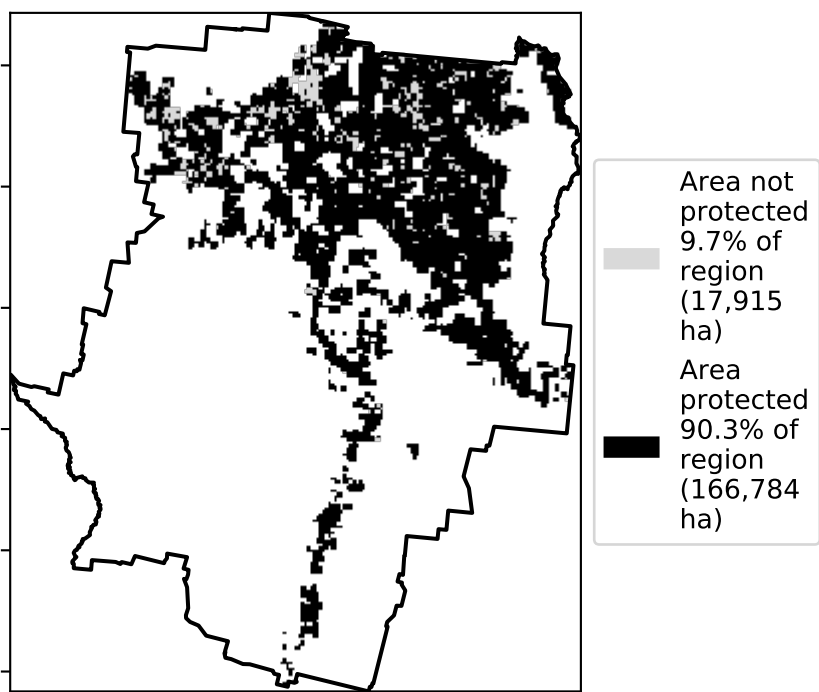 Area not
protected
9.7% of
region
(17,915
ha)
Area
protected
90.3% of
region
(166,784
ha)